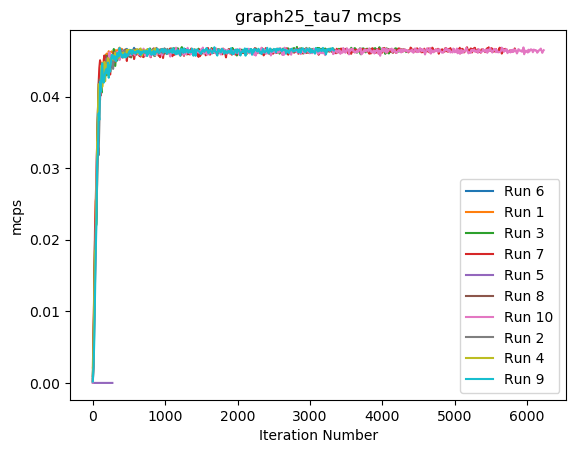 graph25_tau7 mcps
mcps
0.04
0.03
0.02
0.01
0.00
0
1000
2000
3000
4000
5000
6000
Iteration Number
Run 6
Run 1
Run 3
Run 7
Run 5
Run 8
Run 10
Run 2
Run 4
Run 9